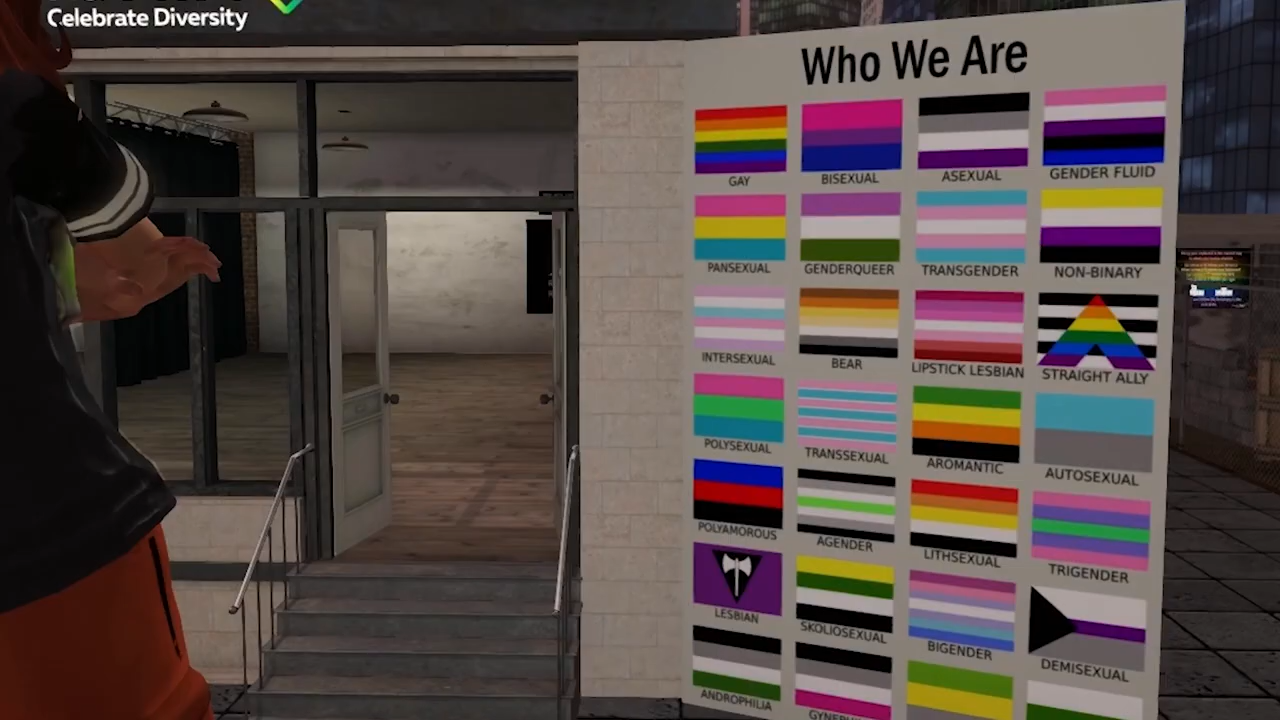 Celebrate Diversity
Who We Are
GAY
BISEXUAL
ASEXUAL
GENDER FLUID
PANSEXUAL
GENDERQUEER
TRANSGENDER
NON-BINARY
INTERSEXUAL
BEAR
LIPSTICK LESBIAN
STRAIGHT ALLY
POLYSEXUAL
TRANSSEXUAL
AROMANTIC
AUTOSEXUAL
POLYAMOROUS
AGENDER
LITHSEXUAL
TRIGENDER
LESBIAN
SKOLIOSEXUAL
BIGENDER
DEMISEXUAL
ANDROPHILIA